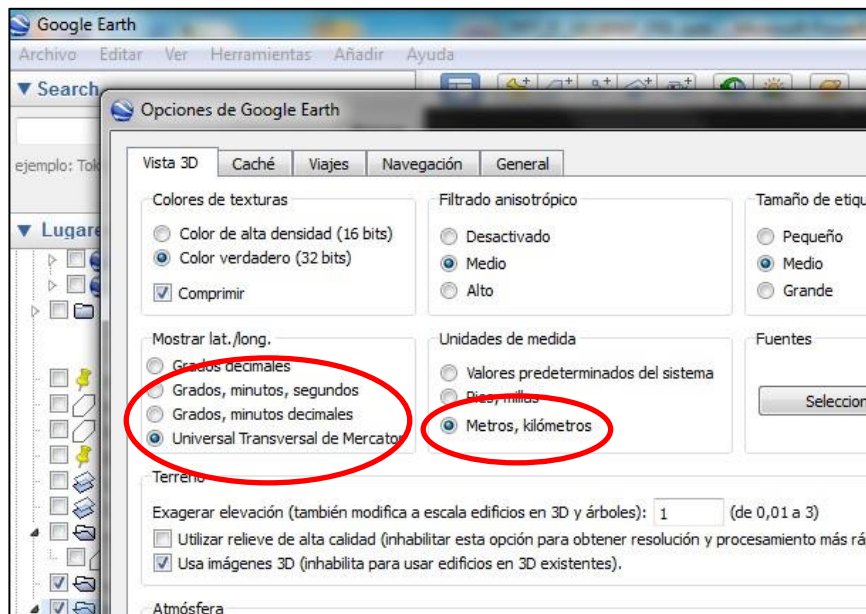 Google Earth
Archivo Editar Ver Herramientas Añadir Ayuda
Search
ejemplo: Tok
Lugare
Opciones de Google Earth
Vista 3D Caché Viajes Navegación General
Colores de texturas
Color de alta densidad (16 bits)
Color verdadero (32 bits)
Comprimir
Filtrado anisotrópico
Desactivado
Medio
Alto
Tamaño de etiqu
Pequeño
Medio
Grande
Mostrar lat./long.
Grados decimales
Grados, minutos, segundos
Grados, minutos decimales
Universal Transversal de Mercator
Unidades de medida
Valores predeterminados del sistema
Pies, millas
Metros, kilómetros
Fuentes
Seleccion
Terreno
Exagerar elevación (también modifica a escala edificios en 3D y árboles): 1 (de 0,01 a 3)
Utilizar relieve de alta calidad (inhabilitar esta opción para obtener resolución y procesamiento más rá
Usa imágenes 3D (inhabilita para usar edificios en 3D existentes).
Atmósfera